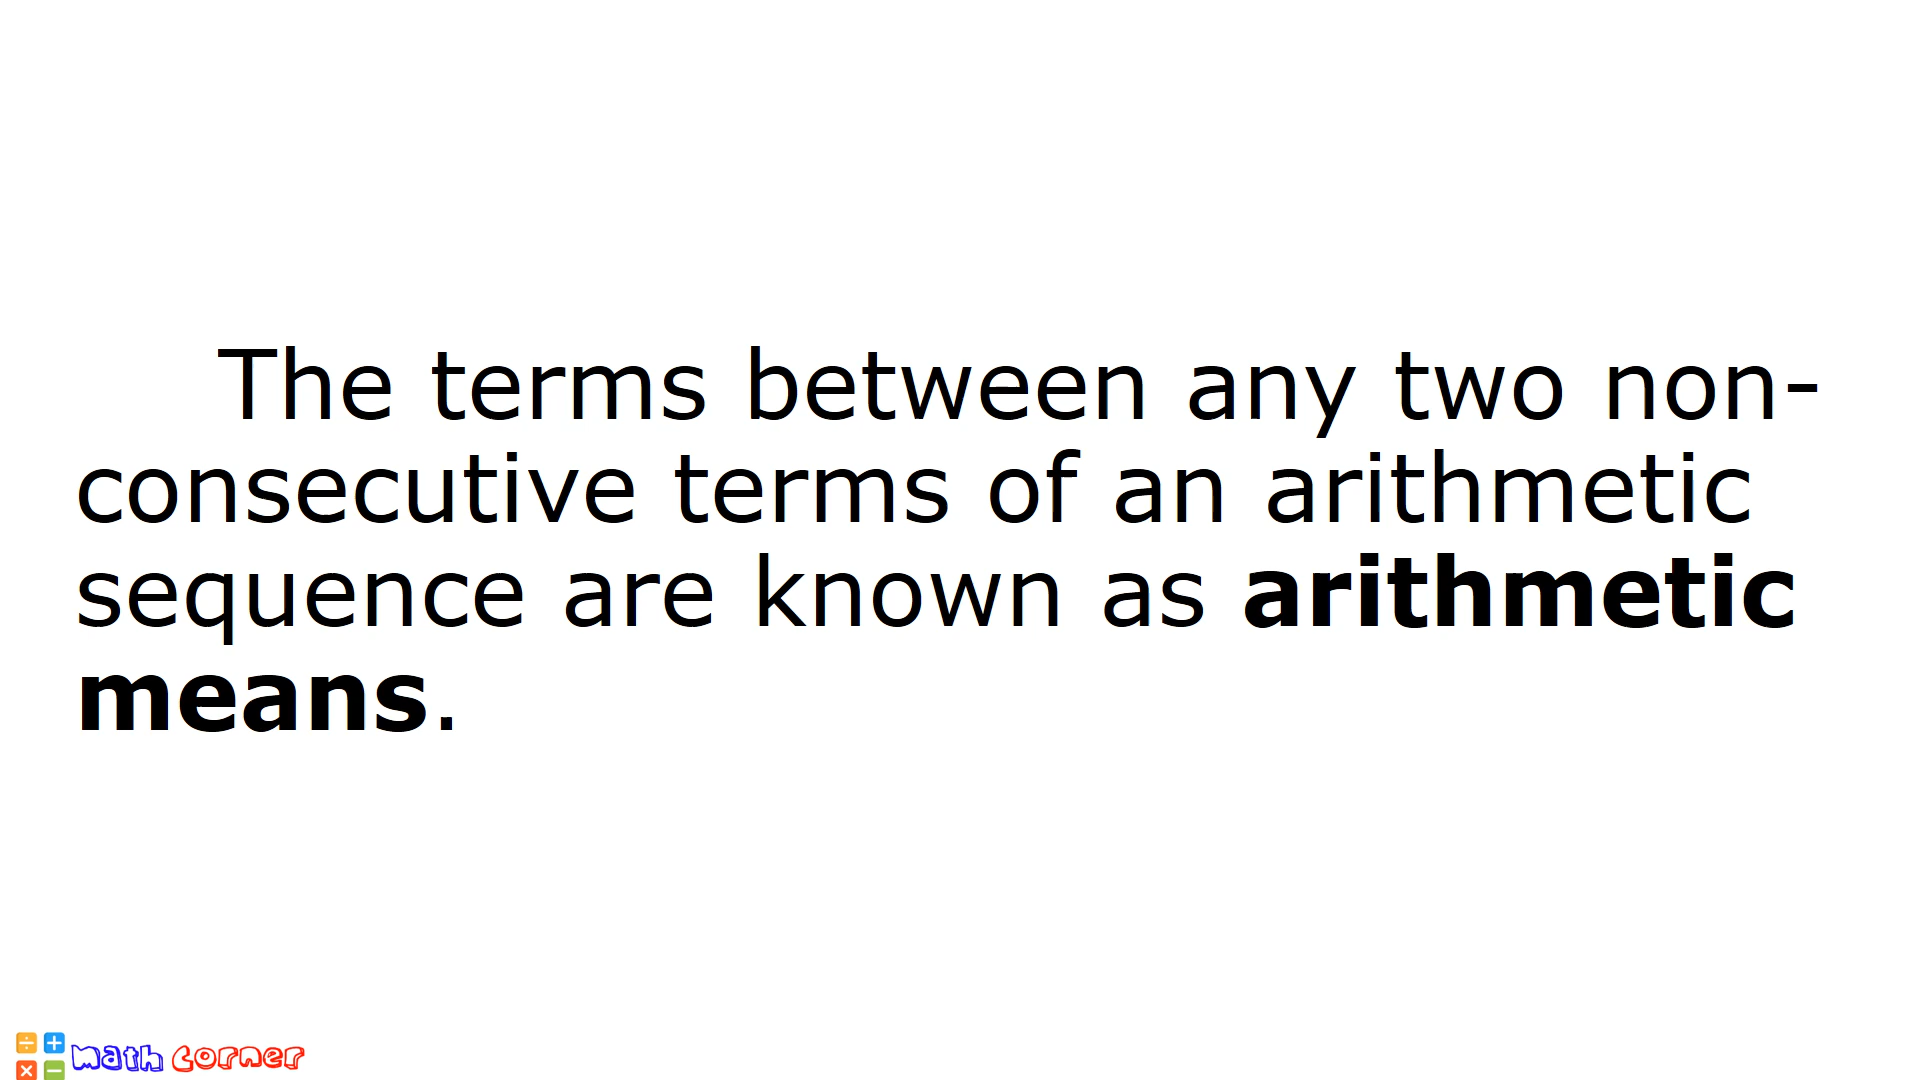 The terms between any two non-
consecutive terms of an arithmetic
sequence are known as arithmetic
means.
Math Corner